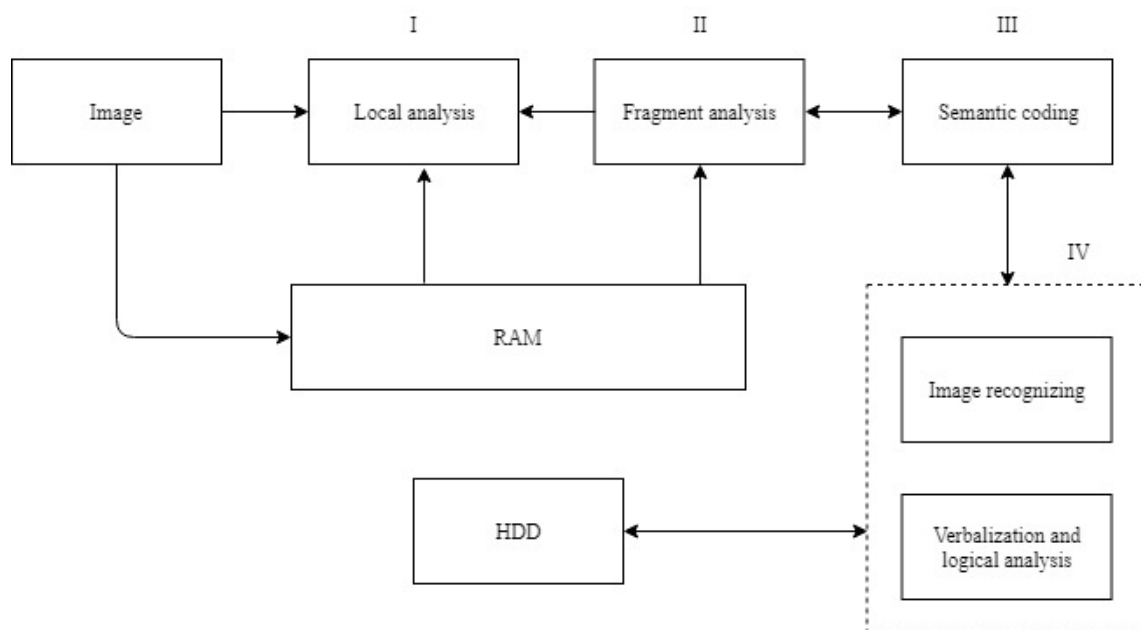 I
II
III
Image
Local analysis
Fragment analysis
Semantic coding
IV
RAM
Image recognizing
HDD
Verbalization and
logical analysis